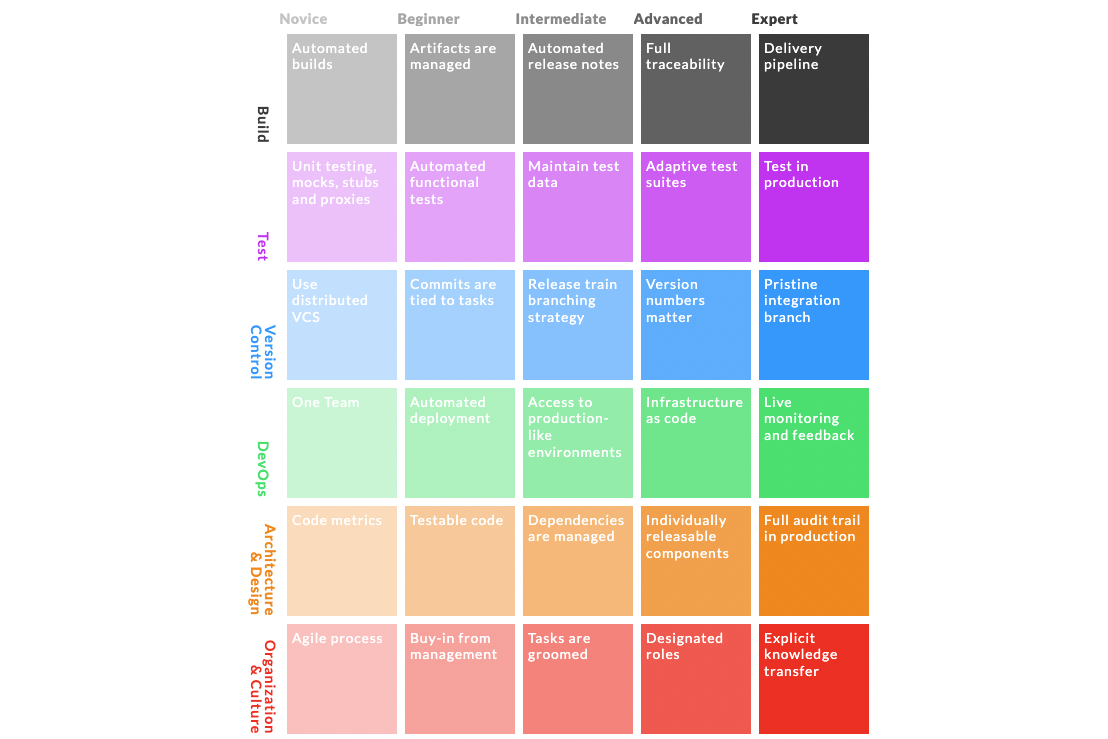 Novice Beginner Intermediate Advanced Expert
Build
Automated
builds
Artifacts are
managed
Automated
release notes
Full
traceability
Delivery
pipeline
Test
Unit testing,
mocks, stubs
and proxies
Automated
functional
tests
Maintain test
data
Adaptive test
suites
Test in
production
Version
Control
Use
distributed
VCS
Commits are
tied to tasks
Release train
branching
strategy
Version
numbers
matter
Pristine
integration
branch
DevOps
One Team
Automated
deployment
Access to
production-
like
environments
Infrastructure
as code
Live
monitoring
and feedback
Architecture
& Design
Code metrics
Testable code
Dependencies
are managed
Individually
releasable
components
Full audit trail
in production
Organization
& Culture
Agile process
Buy-in from
management
Tasks are
groomed
Designated
roles
Explicit
knowledge
transfer